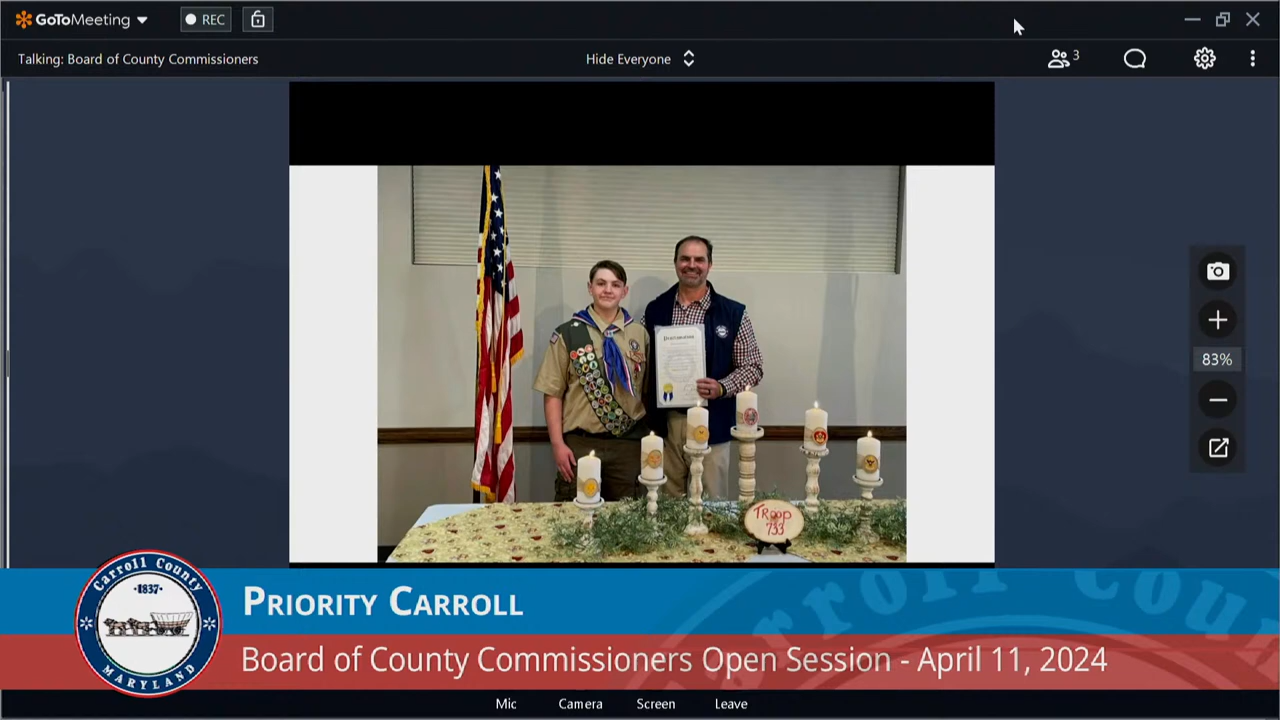 GoToMeeting
REC
Talking: Board of County Commissioners
Hide Everyone
3
83%
PROCLAMATION
TRoop
733
Carroll County
1837
MARYLAND
PRIORITY CARROLL
Board of County Commissioners Open Session - April 11, 2024
Mic
Camera
Screen
Leave